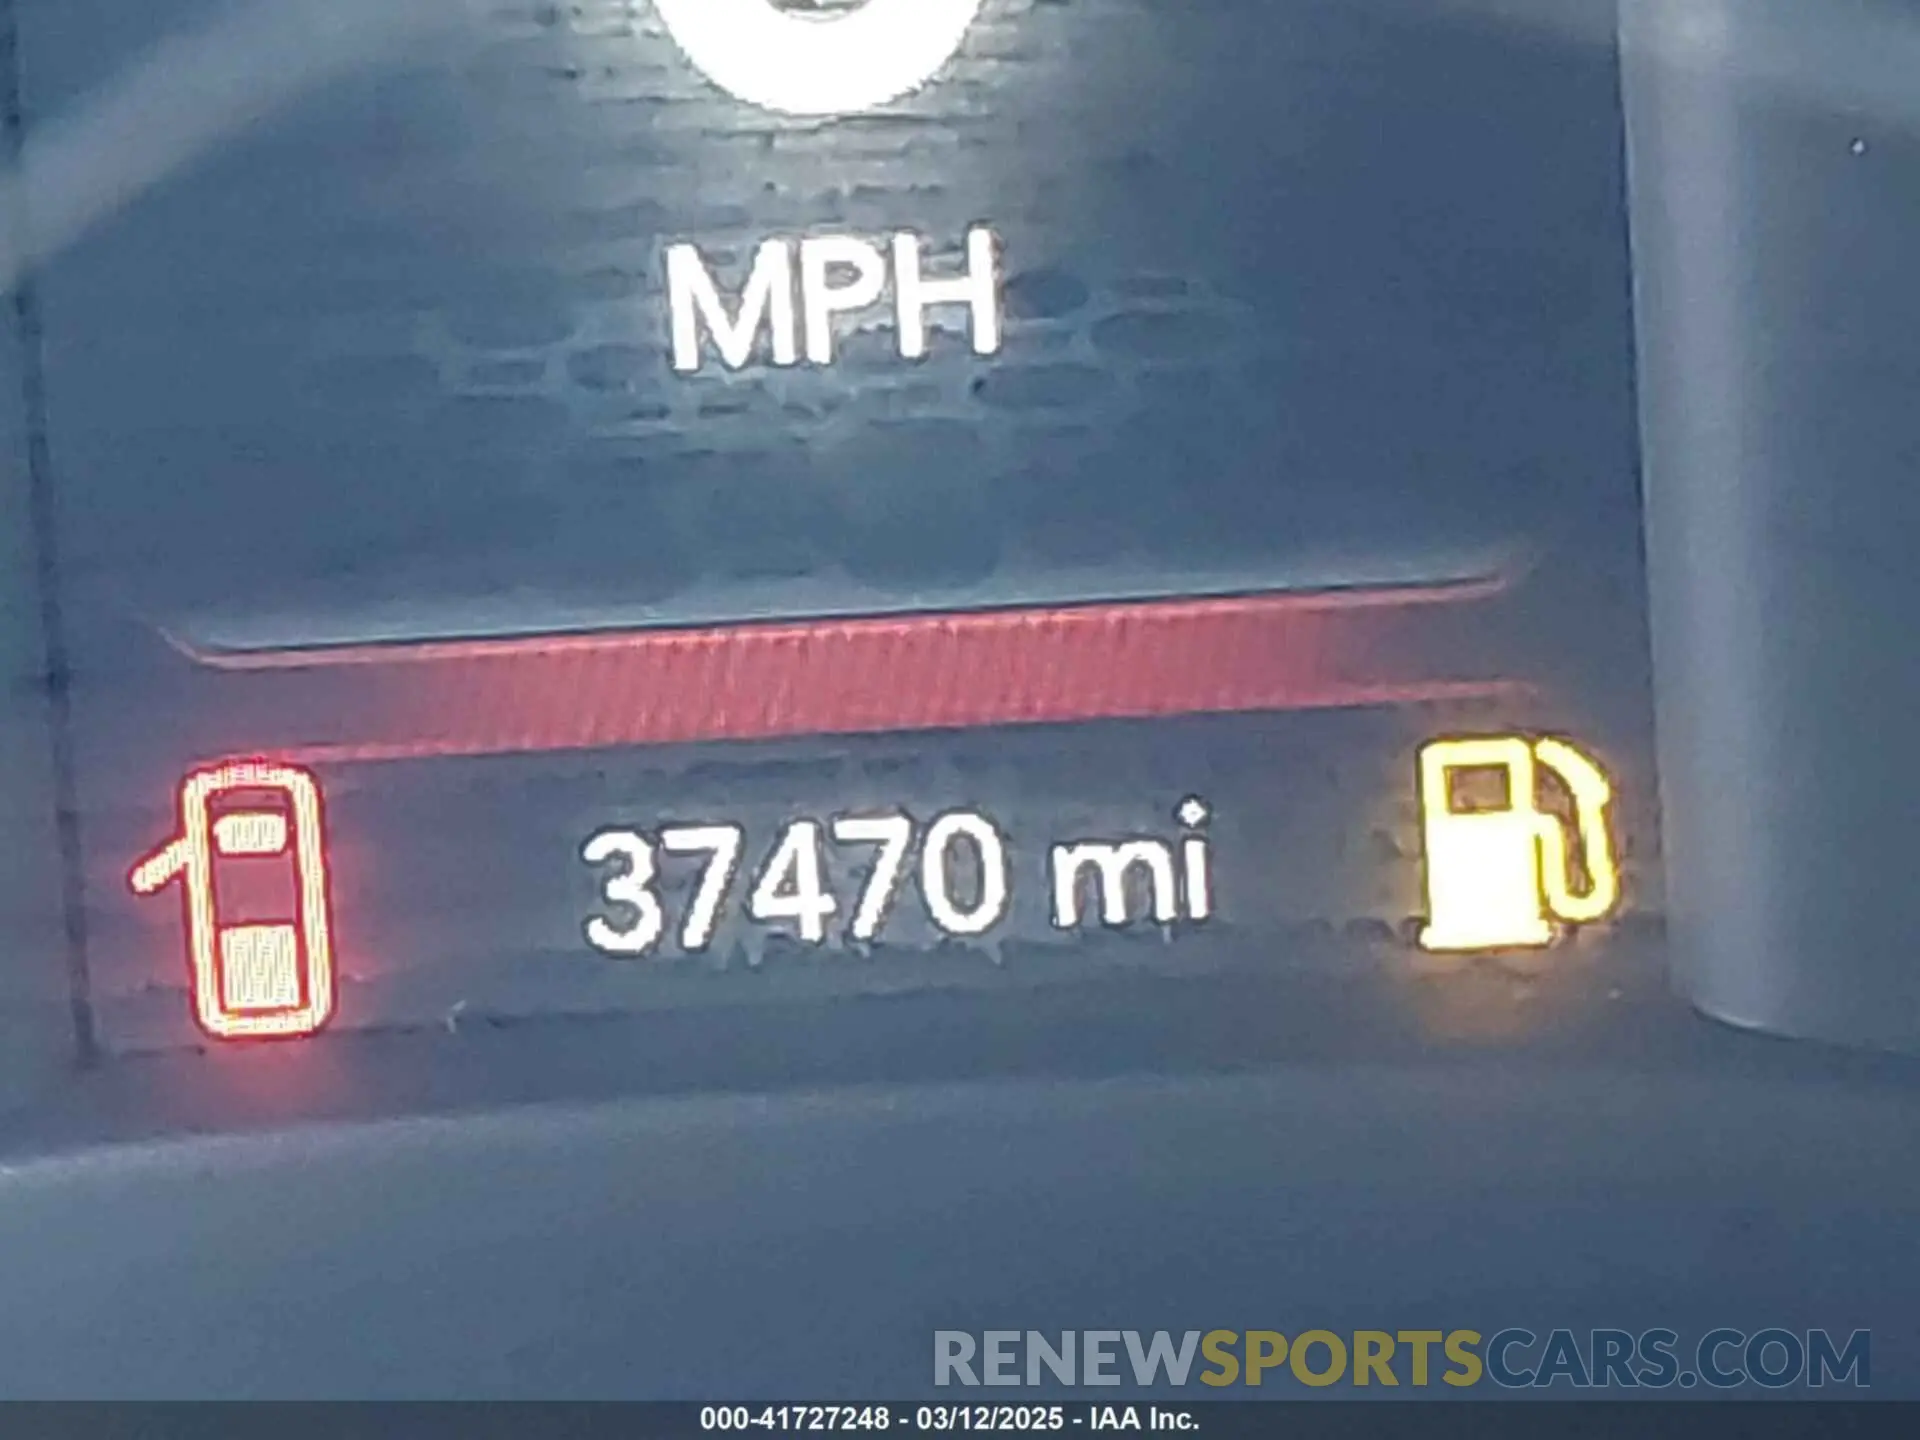 MPH
37470 mi
RENEWSPORTSCARS.COM
000-41727248 - 03/12/2025 - IAA Inc.